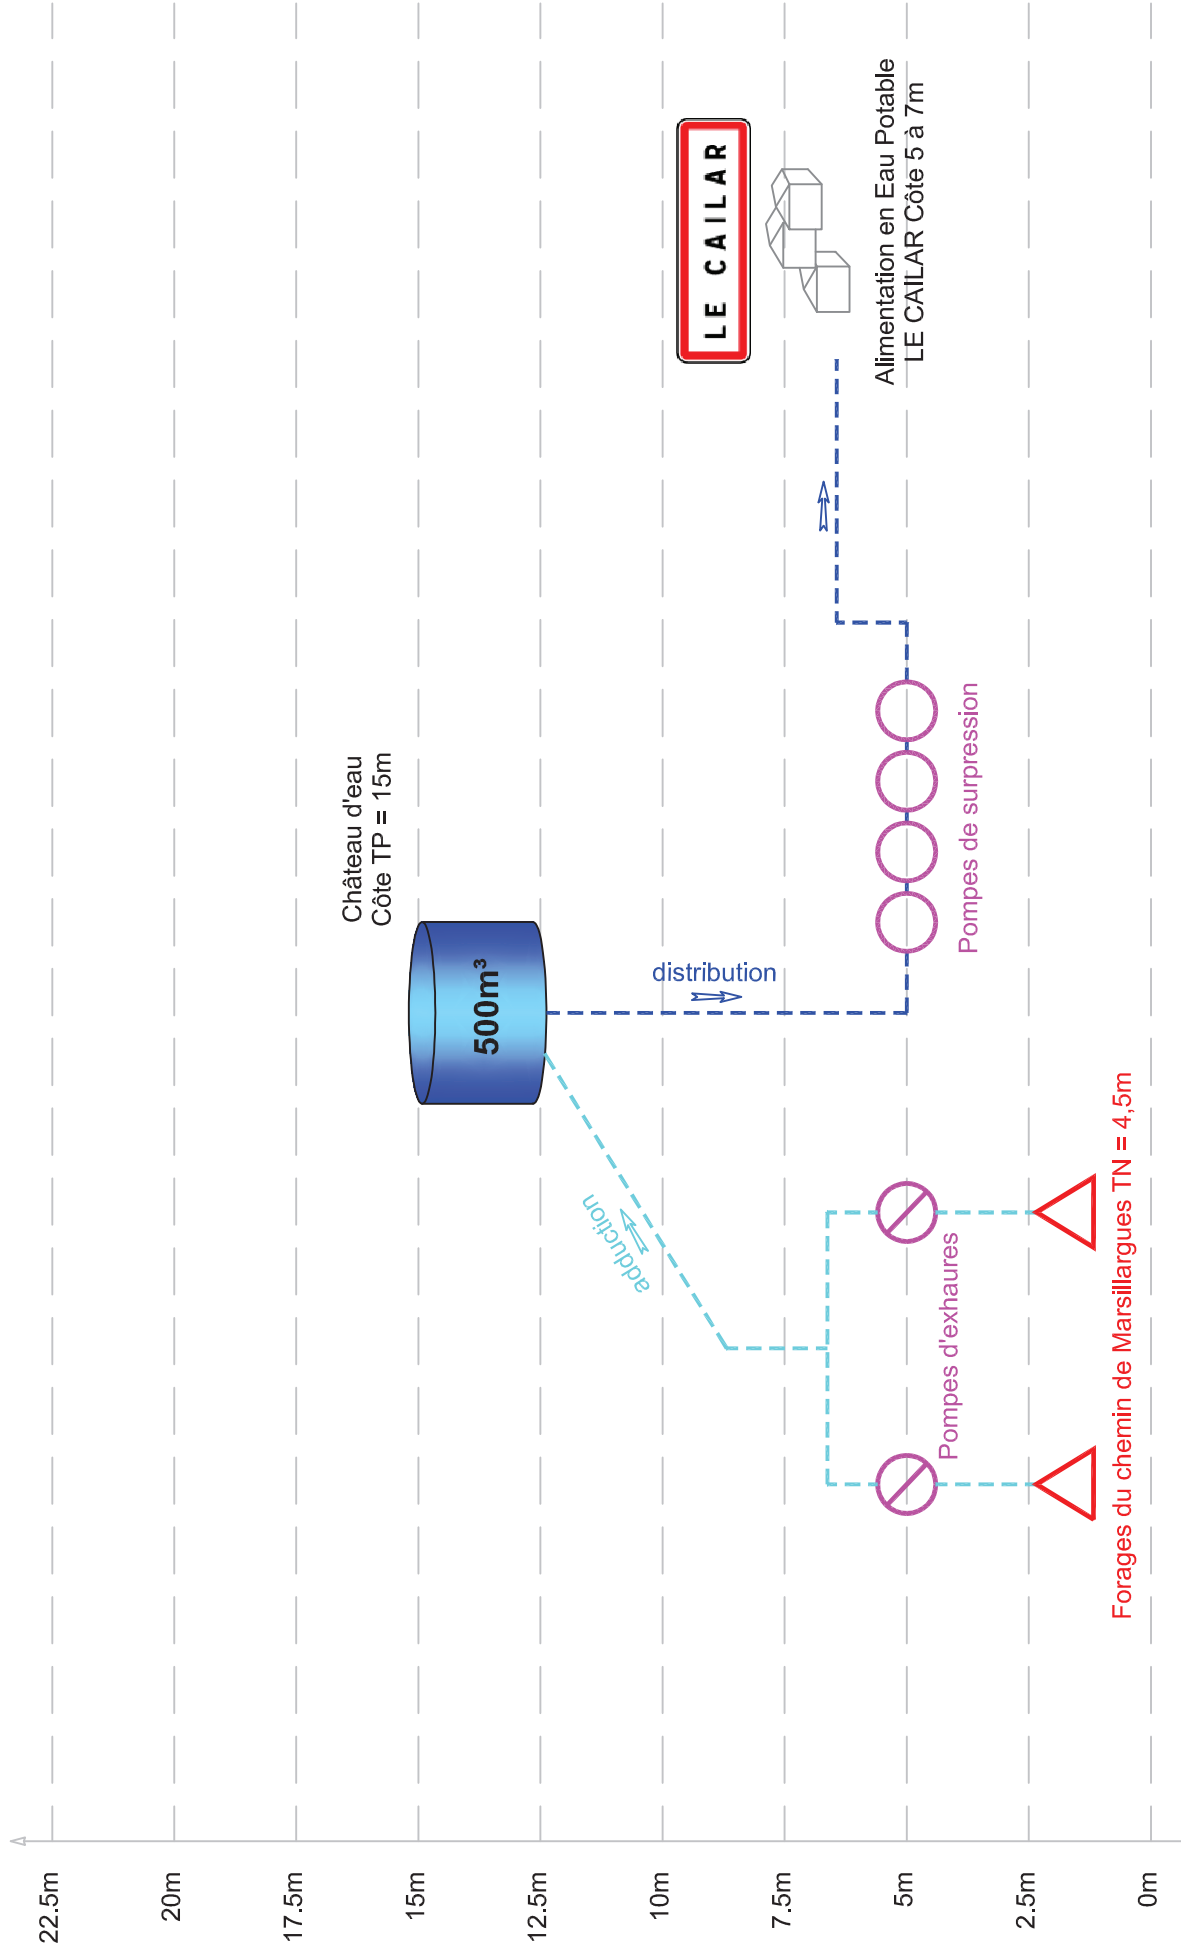 22.5m
20m
17.5m
15m
12.5m
10m
7.5m
5m
2.5m
0m
Château d'eau
Côte TP = 15m
500m³
adduction
distribution
Pompes d'exhaures
Forages du chemin de Marsillargues TN = 4,5m
Pompes de surpression
LE CAILAR
Alimentation en Eau Potable
LE CAILAR Côte 5 à 7m